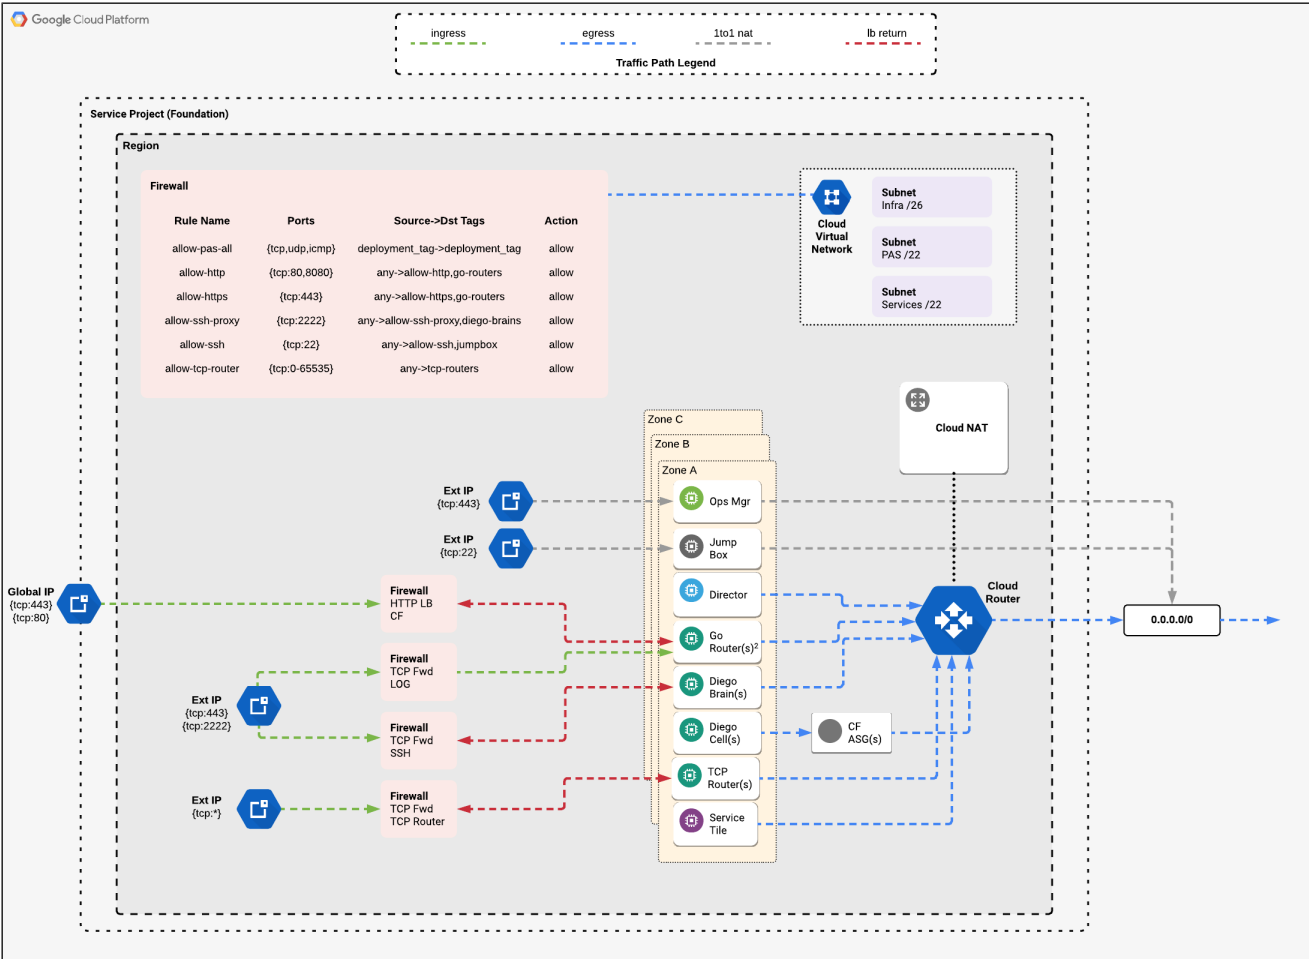 Google Cloud Platform
ingress
egress
1to1 nat
lb return
Traffic Path Legend
Service Project (Foundation)
Region
Firewall
Rule Name Ports Source->Dst Tags Action
allow-pas-all {tcp,udp,icmp} deployment_tag->deployment_tag allow
allow-http {tcp:80,8080} any->allow-http,go-routers allow
allow-https {tcp:443} any->allow-https,go-routers allow
allow-ssh-proxy {tcp:2222} any->allow-ssh-proxy,diego-brains allow
allow-ssh {tcp:22} any->allow-ssh,jumpbox allow
allow-tcp-router {tcp:0-65535} any->tcp-routers allow
Cloud
Virtual
Network
Subnet
Infra /26
Subnet
PAS /22
Subnet
Services /22
Cloud NAT
Zone C
Zone B
Zone A
Ext IP
{tcp:443}
Ops Mgr
Ext IP
{tcp:22}
Jump
Box
Global IP
{tcp:443}
{tcp:80}
Firewall
HTTP LB
CF
Director
Cloud
Router
0.0.0.0/0
Go
Router(s)²
Firewall
TCP Fwd
LOG
Ext IP
{tcp:443}
{tcp:2222}
Diego
Brain(s)
Firewall
TCP Fwd
SSH
Diego
Cell(s)
CF
ASG(s)
Ext IP
{tcp:*}
Firewall
TCP Fwd
TCP Router
TCP
Router(s)
Service
Tile